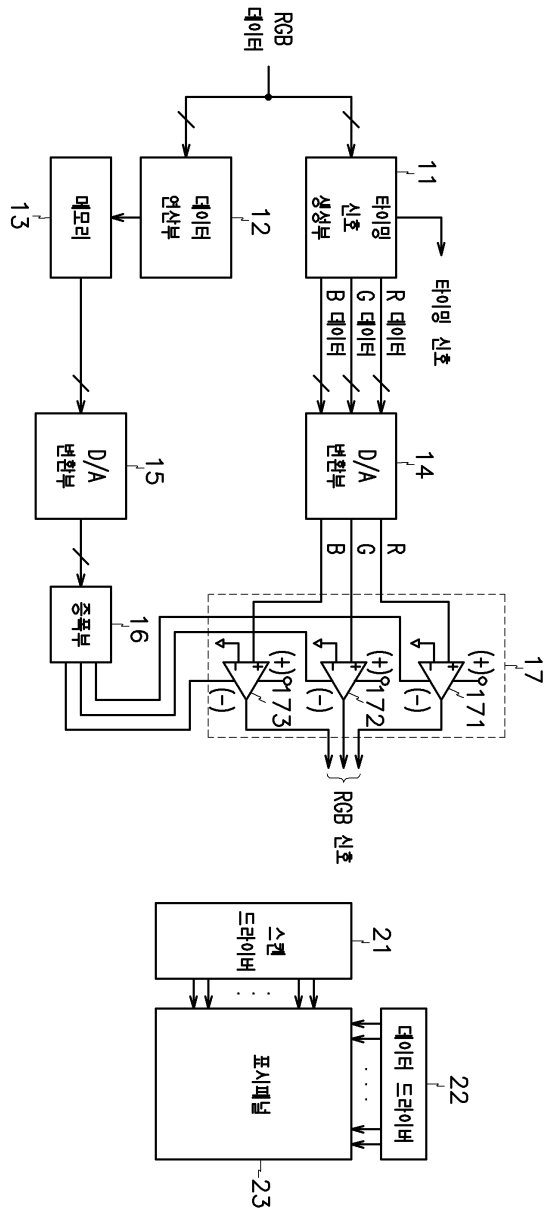 RGB
데이터
11
타이밍
신호
생성부
타이밍 신호
R 데이터
G 데이터
B 데이터
12
데이터
연산부
13
메모리
14
D/A
변환부
R
G
B
15
D/A
변환부
16
증폭부
17
(+)
+
-
171
(-)
(+)
+
-
172
(-)
(+)
+
-
173
(-)
RGB 신호
21
스캔
드라이버
22
데이터 드라이버
23
표시패널